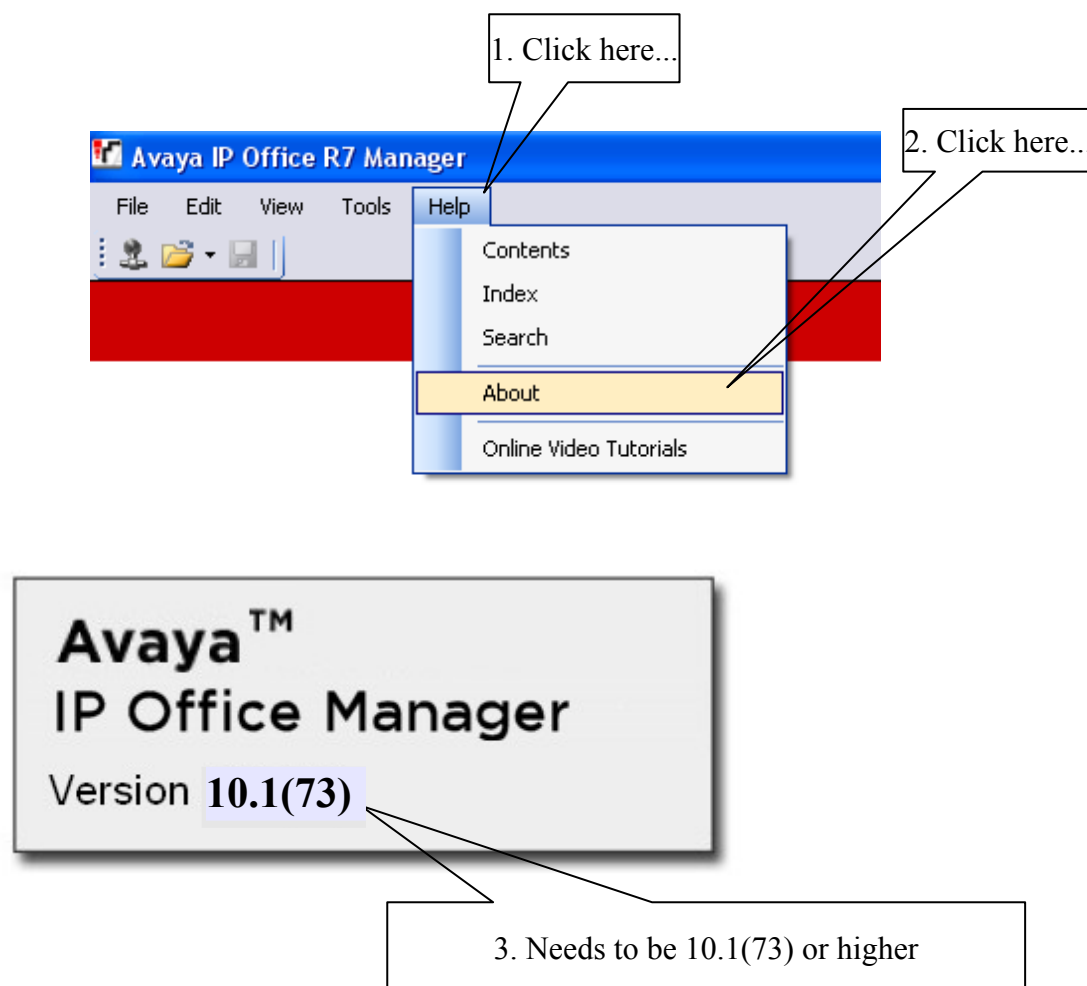 1. Click here...
2. Click here...
Avaya IP Office R7 Manager
File Edit View Tools Help
Contents
Index
Search
About
Online Video Tutorials
Avaya™
IP Office Manager
Version 10.1(73)
3. Needs to be 10.1(73) or higher